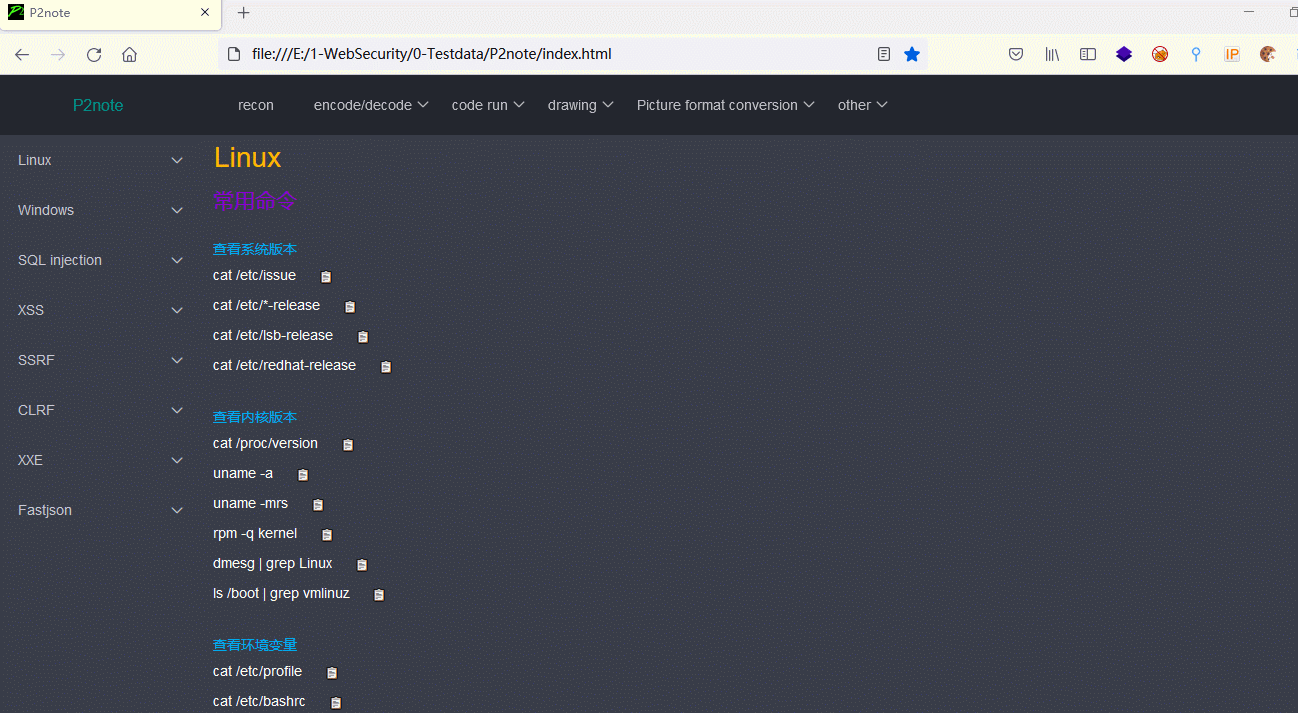 P2note
file:///E:/1-WebSecurity/0-Testdata/P2note/index.html
IP
P2note recon encode/decode code run drawing Picture format conversion other
Linux
Windows
SQL injection
XSS
SSRF
CLRF
XXE
Fastjson
Linux
常用命令
查看系统版本
cat /etc/issue
cat /etc/*-release
cat /etc/lsb-release
cat /etc/redhat-release
查看内核版本
cat /proc/version
uname -a
uname -mrs
rpm -q kernel
dmesg | grep Linux
ls /boot | grep vmlinuz
查看环境变量
cat /etc/profile
cat /etc/bashrc